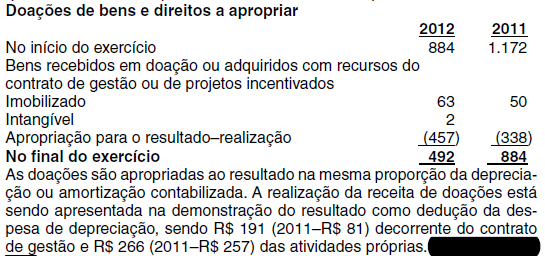 Doações de bens e direitos a apropriar
2012 2011
No início do exercício 884 1.172
Bens recebidos em doação ou adquiridos com recursos do
contrato de gestão ou de projetos incentivados
Imobilizado 63 50
Intangível 2
Apropriação para o resultado–realização (457) (338)
No final do exercício 492 884
As doações são apropriadas ao resultado na mesma proporção da deprecia-
ção ou amortização contabilizada. A realização da receita de doações está
sendo apresentada na demonstração do resultado como dedução da des-
pesa de depreciação, sendo R$ 191 (2011–R$ 81) decorrente do contrato
de gestão e R$ 266 (2011–R$ 257) das atividades próprias.